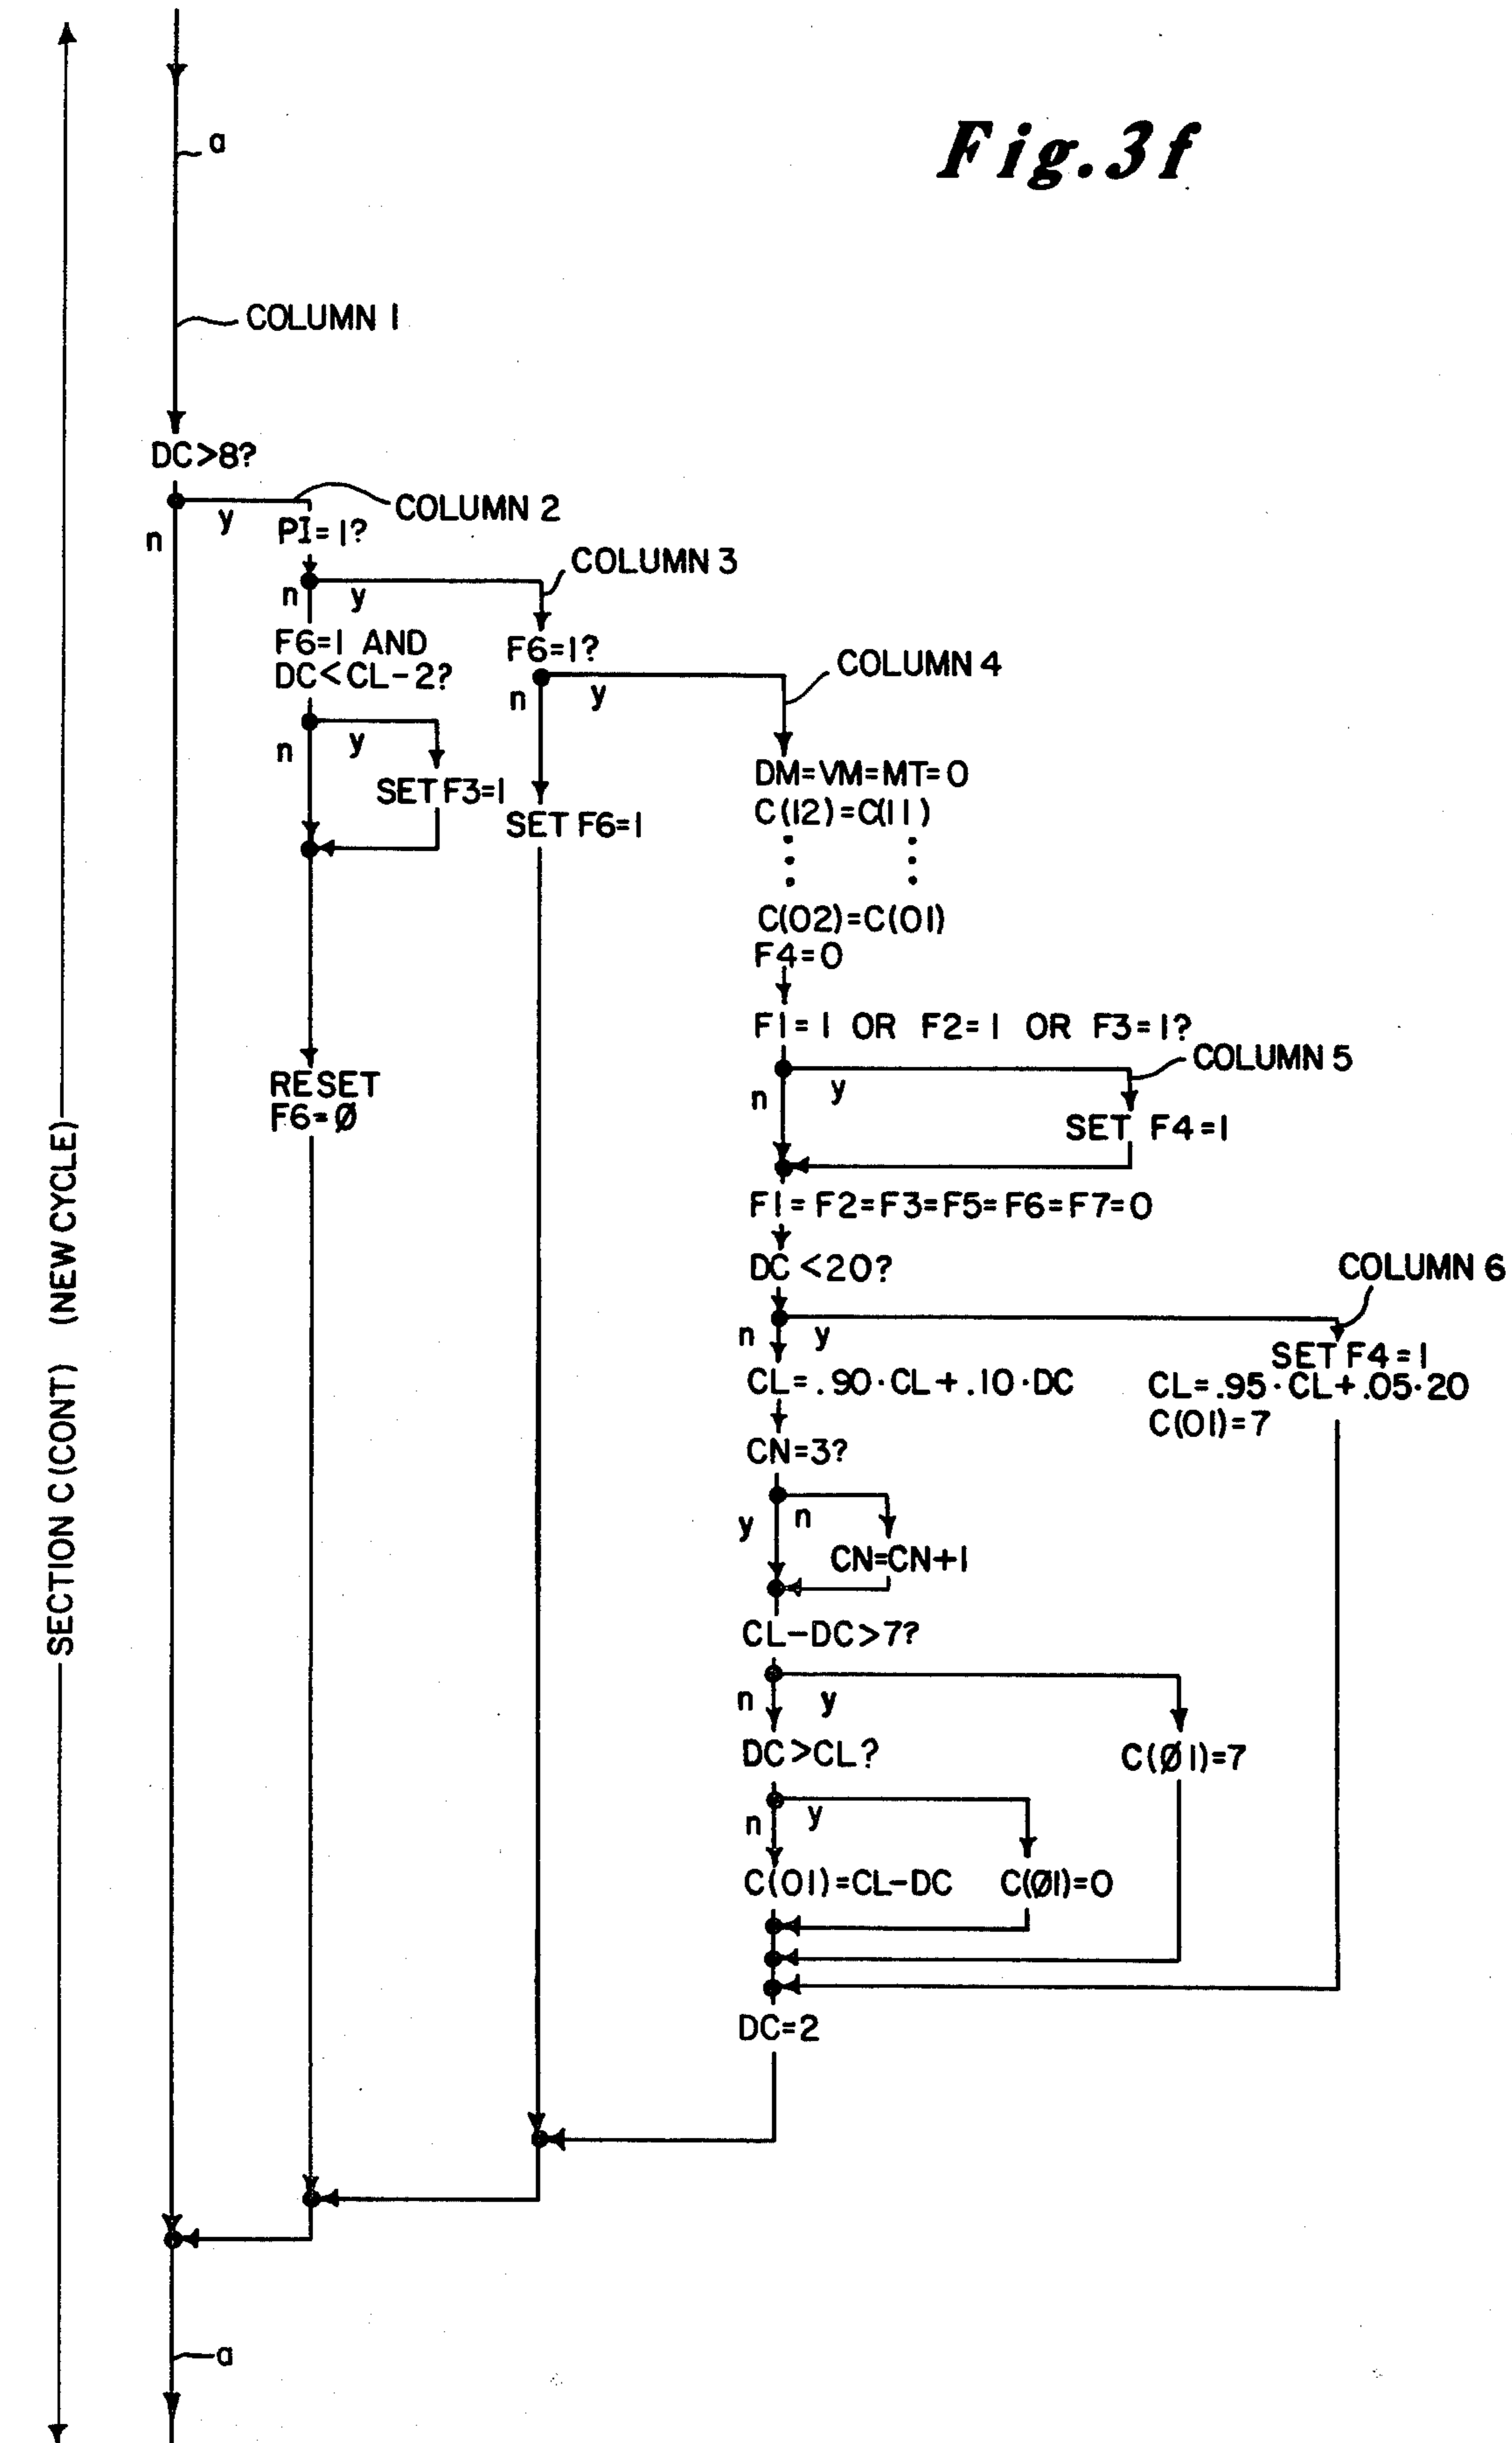 Fig. 3f
a
COLUMN 1
DC>8?
n
y
COLUMN 2
PI=1?
n
y
COLUMN 3
F6=1 AND
DC<CL-2?
n
y
SET F3=1
RESET
F6=Ø
F6=1?
n
y
SET F6=1
COLUMN 4
DM=VM=MT=0
C(12)=C(11)
C(02)=C(01)
F4=0
F1=1 OR F2=1 OR F3=1?
n
y
COLUMN 5
SET F4=1
F1=F2=F3=F5=F6=F7=0
DC<20?
n
y
COLUMN 6
SET F4=1
CL=.95·CL+.05·20
C(01)=7
CL=.90·CL+.10·DC
CN=3?
y
n
CN=CN+1
CL-DC>7?
n
y
C(Ø1)=7
DC>CL?
n
y
C(01)=CL-DC
C(Ø1)=0
DC=2
a
SECTION C (CONT) (NEW CYCLE)